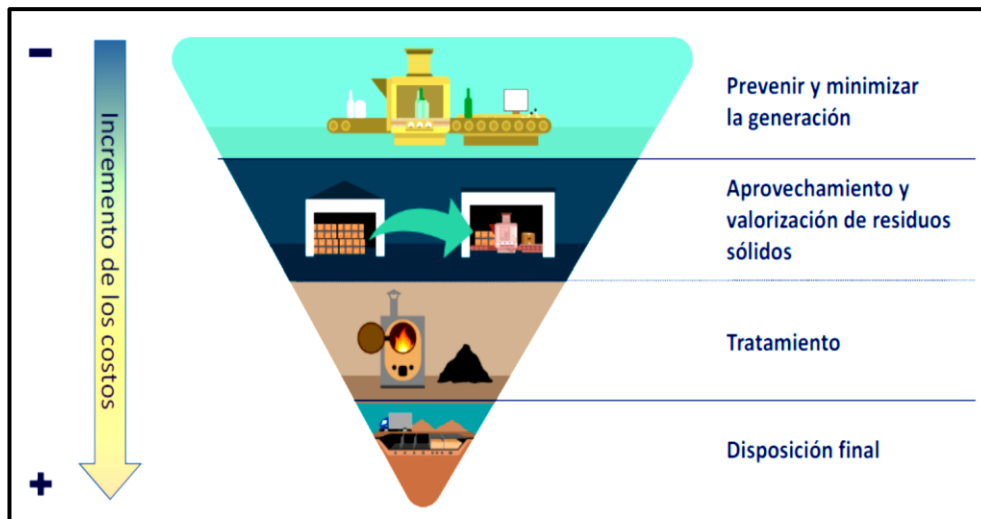 -
Incremento de los costos
+
Prevenir y minimizar
la generación
Aprovechamiento y
valorización de residuos
sólidos
Tratamiento
Disposición final